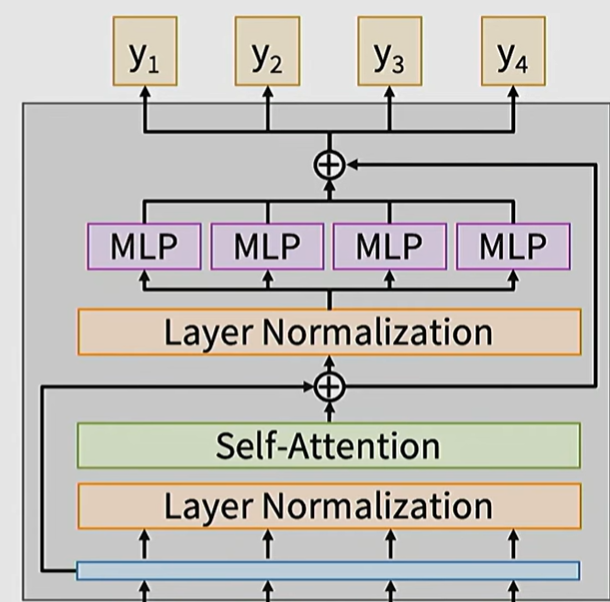 y₁ y₂ y₃ y₄
MLP MLP MLP MLP
Layer Normalization
Self-Attention
Layer Normalization